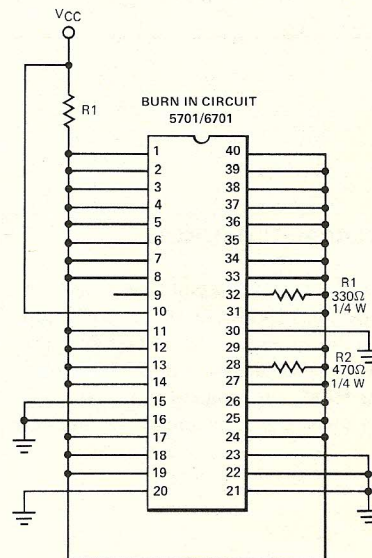 VCC
R1
BURN IN CIRCUIT
5701/6701
1 40
2 39
3 38
4 37
5 36
6 35
7 34
8 33
9 32
R1
330Ω
1/4 W
10 31
11 30
12 29
13 28
R2
470Ω
1/4 W
14 27
15 26
16 25
17 24
18 23
19 22
20 21